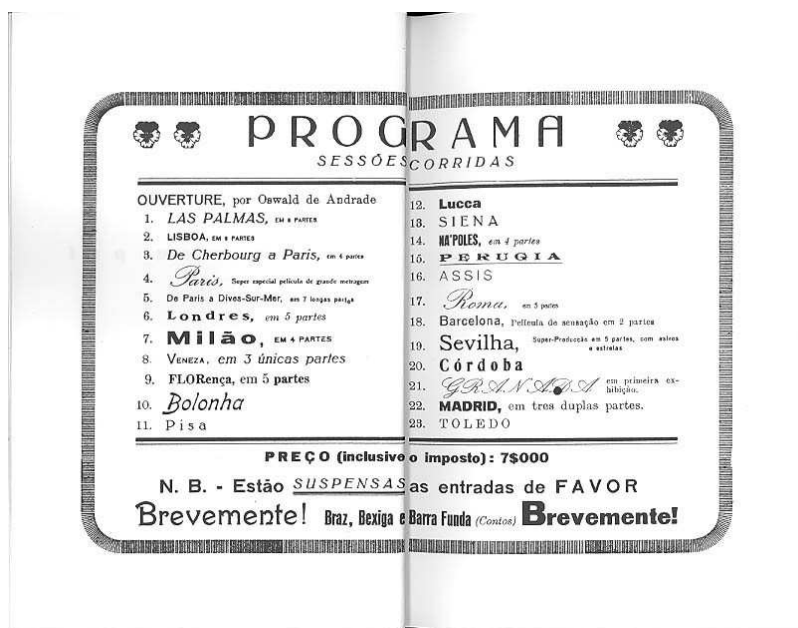 PROGRAMA
SESSÕES CORRIDAS
OUVERTURE, por Oswald de Andrade
1. LAS PALMAS, EM 8 PARTES
2. LISBOA, EM 8 PARTES
3. De Cherbourg a Paris, em 4 partes
4. Paris, Super especial pelicula de grande metragem
5. De Paris a Dives-Sur-Mer, em 7 longas partes
6. Londres, em 5 partes
7. Milão, EM 4 PARTES
8. VENEZA, em 3 únicas partes
9. FLORença, em 5 partes
10. Bolonha
11. Pisa
12. Lucca
13. SIENA
14. NA'POLES, em 4 partes
15. PERUGIA
16. ASSIS
17. Roma, em 3 partes
18. Barcelona, Pellicula de sensação em 2 partes
19. Sevilha, Super-Producção em 5 partes, com astros
e estrelas
20. Córdoba
21. GRANADA. em primeira ex-
hibição.
22. MADRID, em tres duplas partes.
23. TOLEDO
PREÇO (inclusive o imposto): 7$000
N. B. - Estão SUSPENSAS as entradas de FAVOR
Brevemente! Braz, Bexiga e Barra Funda (Contos) Brevemente!